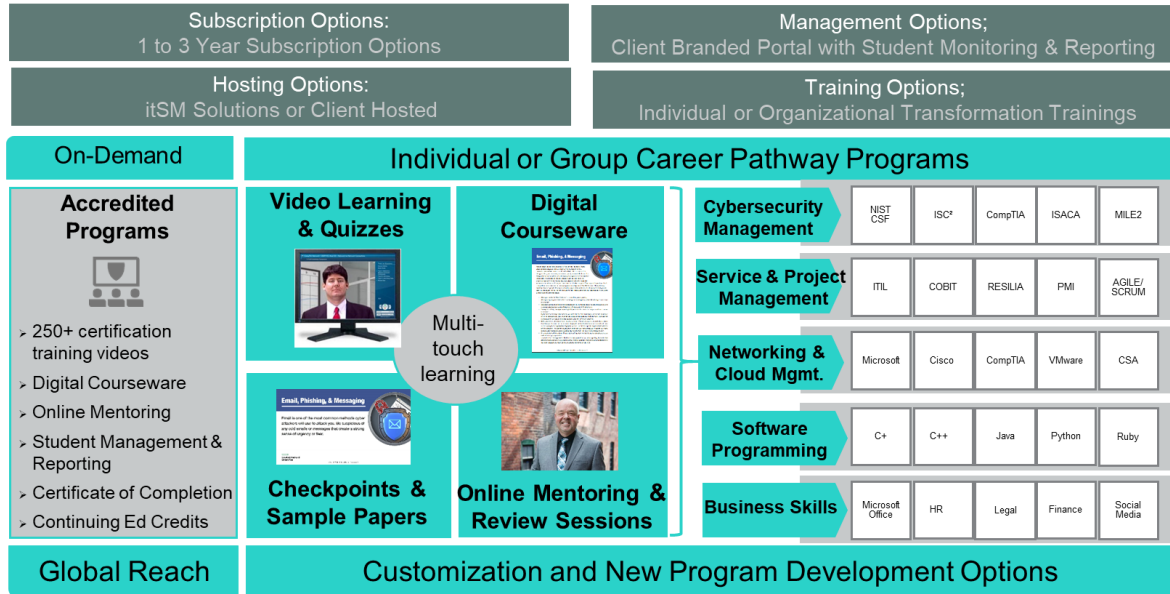 Subscription Options:
1 to 3 Year Subscription Options
Management Options;
Client Branded Portal with Student Monitoring & Reporting
Hosting Options:
itSM Solutions or Client Hosted
Training Options;
Individual or Organizational Transformation Trainings
On-Demand
Individual or Group Career Pathway Programs
Accredited
Programs
250+ certification
training videos
Digital Courseware
Online Mentoring
Student Management &
Reporting
Certificate of Completion
Continuing Ed Credits
Video Learning
& Quizzes
Digital
Courseware
Email, Phishing, & Messaging
Multi-
touch
learning
Email, Phishing, & Messaging
Checkpoints &
Sample Papers
Online Mentoring &
Review Sessions
Cybersecurity
Management
NIST
CSF
ISC²
CompTIA
ISACA
MILE2
Service & Project
Management
ITIL
COBIT
RESILIA
PMI
AGILE/
SCRUM
Networking &
Cloud Mgmt.
Microsoft
Cisco
CompTIA
VMware
CSA
Software
Programming
C+
C++
Java
Python
Ruby
Business Skills
Microsoft
Office
HR
Legal
Finance
Social
Media
Global Reach
Customization and New Program Development Options